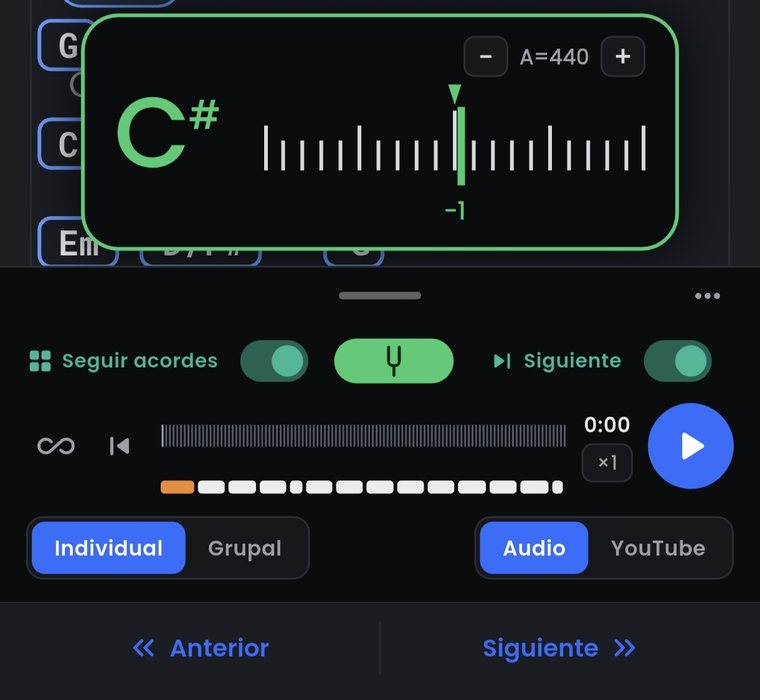 G
− A=440 +
C#
C
-1
Em
Seguir acordes
Siguiente
0:00
×1
Individual Grupal
Audio YouTube
Anterior
Siguiente